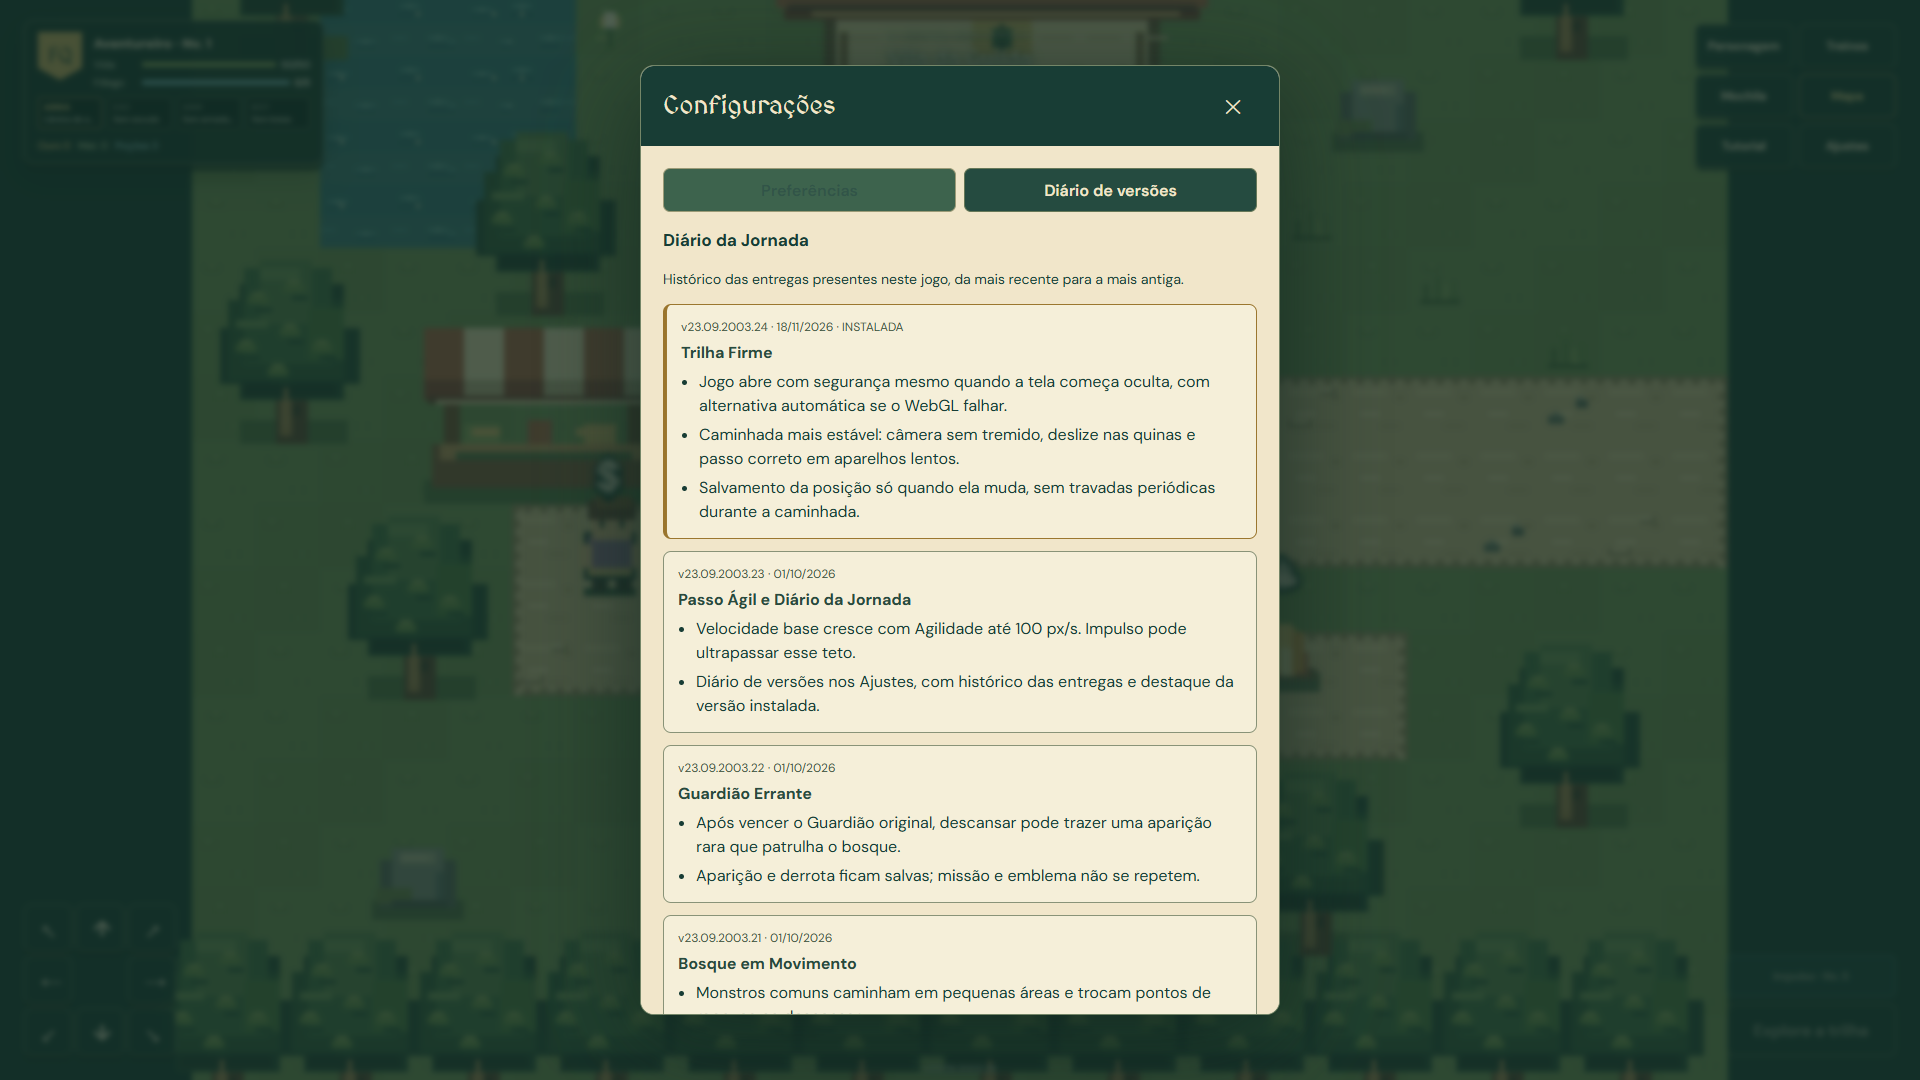 Configurações
Preferências
Diário de versões
Diário da Jornada
Histórico das entregas presentes neste jogo, da mais recente para a mais antiga.
v23.09.2003.24 · 18/11/2026 · INSTALADA
Trilha Firme
• Jogo abre com segurança mesmo quando a tela começa oculta, com
alternativa automática se o WebGL falhar.
• Caminhada mais estável: câmera sem tremido, deslize nas quinas e
passo correto em aparelhos lentos.
• Salvamento da posição só quando ela muda, sem travadas periódicas
durante a caminhada.
v23.09.2003.23 · 01/10/2026
Passo Ágil e Diário da Jornada
• Velocidade base cresce com Agilidade até 100 px/s. Impulso pode
ultrapassar esse teto.
• Diário de versões nos Ajustes, com histórico das entregas e destaque da
versão instalada.
v23.09.2003.22 · 01/10/2026
Guardião Errante
• Após vencer o Guardião original, descansar pode trazer uma aparição
rara que patrulha o bosque.
• Aparição e derrota ficam salvas; missão e emblema não se repetem.
v23.09.2003.21 · 01/10/2026
Bosque em Movimento
• Monstros comuns caminham em pequenas áreas e trocam pontos de
Personagem
Mochila
Mapa
Tutorial
Ajustes
$